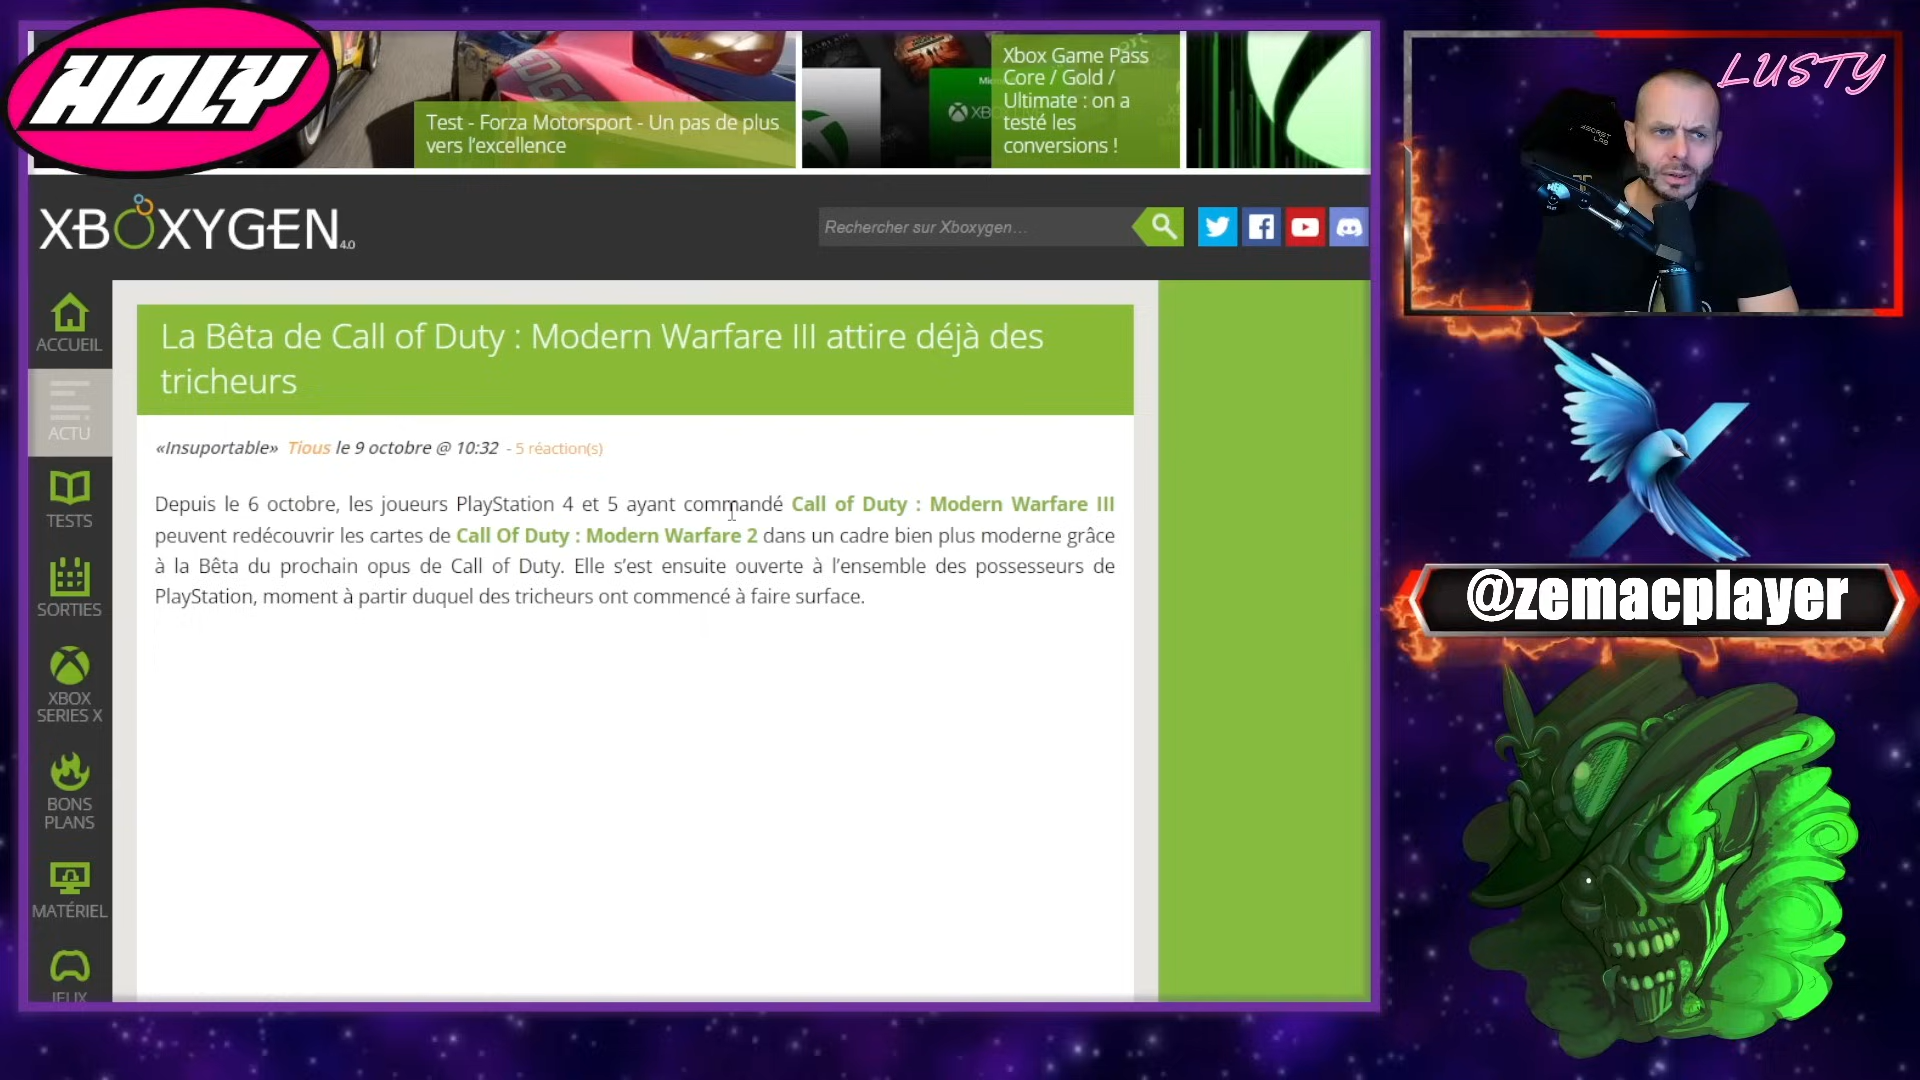 HOLY
Test - Forza Motorsport - Un pas de plus
vers l'excellence
Xbox Game Pass
Core / Gold /
Ultimate : on a
testé les
conversions !
LUSTY
SECRET
LAB
XBOXYGEN 4.0
Rechercher sur Xboxygen...
ACCUEIL
La Bêta de Call of Duty : Modern Warfare III attire déjà des
tricheurs
ACTU
«Insuportable» Tious le 9 octobre @ 10:32 - 5 réaction(s)
TESTS
Depuis le 6 octobre, les joueurs PlayStation 4 et 5 ayant commandé Call of Duty : Modern Warfare III
peuvent redécouvrir les cartes de Call Of Duty : Modern Warfare 2 dans un cadre bien plus moderne grâce
à la Bêta du prochain opus de Call of Duty. Elle s'est ensuite ouverte à l'ensemble des possesseurs de
PlayStation, moment à partir duquel des tricheurs ont commencé à faire surface.
@zemacplayer
SORTIES
XBOX
SERIES X
BONS
PLANS
MATÉRIEL
JEUX